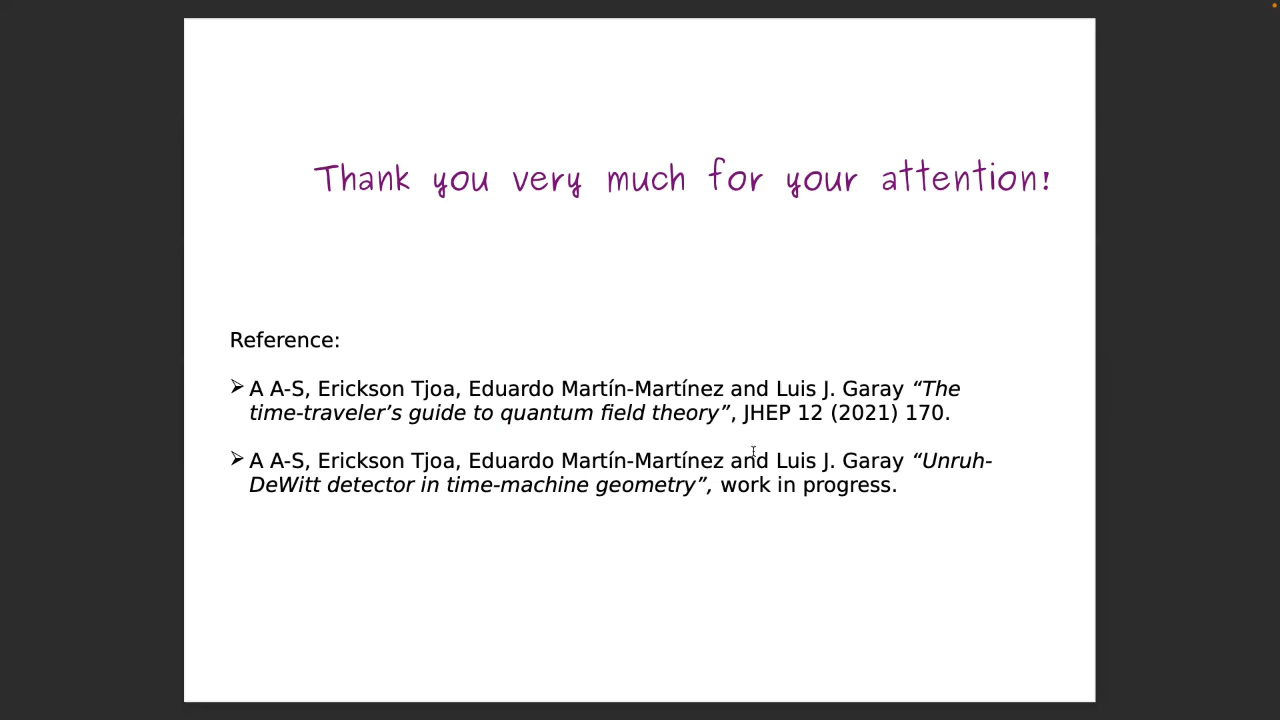 Thank you very much for your attention!
Reference:
➢ A A-S, Erickson Tjoa, Eduardo Martín-Martínez and Luis J. Garay “The
time-traveler’s guide to quantum field theory”, JHEP 12 (2021) 170.
➢ A A-S, Erickson Tjoa, Eduardo Martín-Martínez and Luis J. Garay “Unruh-
DeWitt detector in time-machine geometry”, work in progress.